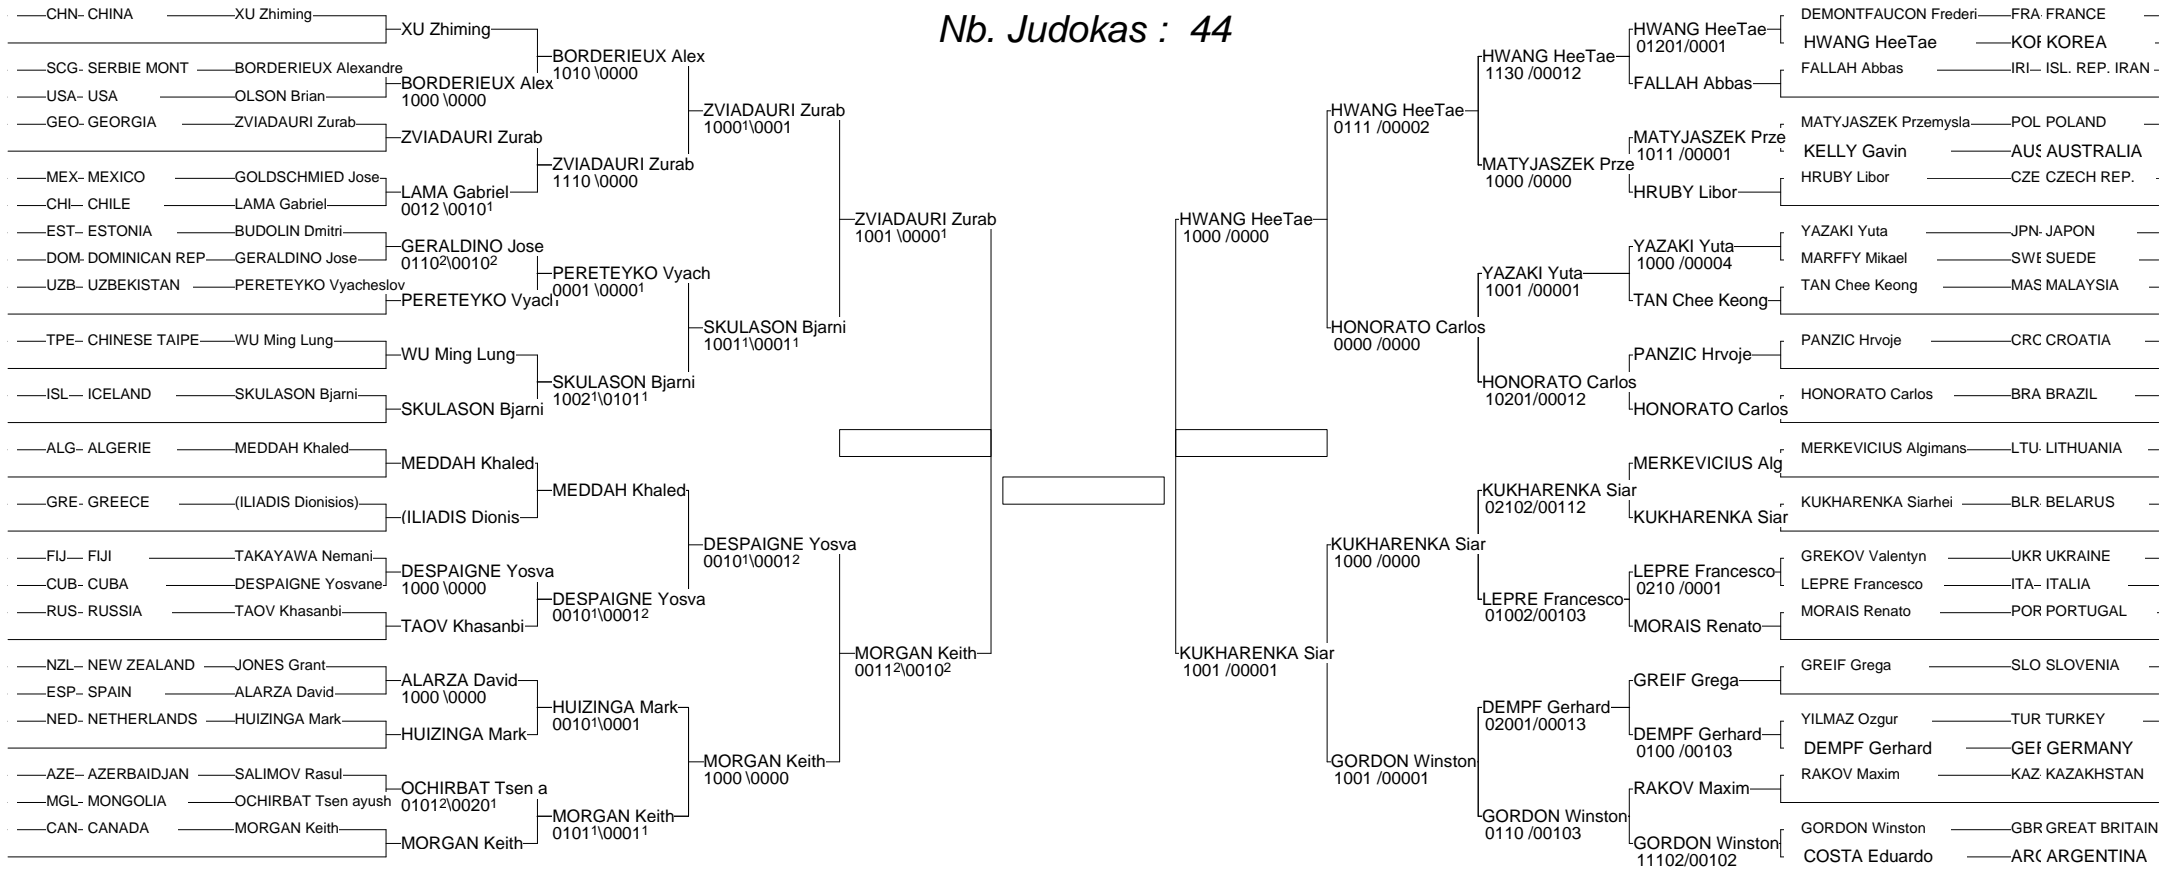 Nb. Judokas : 44
CHN- CHINA XU Zhiming
SCG- SERBIE MONT BORDERIEUX Alexandre
USA- USA OLSON Brian
GEO- GEORGIA ZVIADAURI Zurab
MEX- MEXICO GOLDSCHMIED Jose
CHI- CHILE LAMA Gabriel
EST- ESTONIA BUDOLIN Dmitri
DOM- DOMINICAN REP GERALDINO Jose
UZB- UZBEKISTAN PERETEYKO Vyacheslov
TPE- CHINESE TAIPE WU Ming Lung
ISL- ICELAND SKULASON Bjarni
ALG- ALGERIE MEDDAH Khaled
GRE- GREECE (ILIADIS Dionisios)
FIJ- FIJI TAKAYAWA Nemani
CUB- CUBA DESPAIGNE Yosvane
RUS- RUSSIA TAOV Khasanbi
NZL- NEW ZEALAND JONES Grant
ESP- SPAIN ALARZA David
NED- NETHERLANDS HUIZINGA Mark
AZE- AZERBAIDJAN SALIMOV Rasul
MGL- MONGOLIA OCHIRBAT Tsen ayush
CAN- CANADA MORGAN Keith
XU Zhiming
BORDERIEUX Alex
1000 \0000
ZVIADAURI Zurab
LAMA Gabriel
0012 \0010¹
GERALDINO Jose
0110²\0010²
PERETEYKO Vyach
WU Ming Lung
SKULASON Bjarni
MEDDAH Khaled
(ILIADIS Dionis
DESPAIGNE Yosva
1000 \0000
TAOV Khasanbi
ALARZA David
1000 \0000
HUIZINGA Mark
OCHIRBAT Tsen a
0101²\0020¹
MORGAN Keith
BORDERIEUX Alex
1010 \0000
ZVIADAURI Zurab
1110 \0000
PERETEYKO Vyach
0001 \0000¹
SKULASON Bjarni
1002¹\0101¹
MEDDAH Khaled
DESPAIGNE Yosva
0010¹\0001²
HUIZINGA Mark
0010¹\0001
MORGAN Keith
0101¹\0001¹
ZVIADAURI Zurab
1000¹\0001
SKULASON Bjarni
1001¹\0001¹
DESPAIGNE Yosva
0010¹\0001²
MORGAN Keith
1000 \0000
ZVIADAURI Zurab
1001 \0000¹
MORGAN Keith
0011²\0010²
HWANG HeeTae
1000 /0000
KUKHARENKA Siar
1001 /00001
HWANG HeeTae
0111 /00002
HONORATO Carlos
0000 /0000
KUKHARENKA Siar
1000 /0000
GORDON Winston
1001 /00001
HWANG HeeTae
1130 /00012
MATYJASZEK Prze
1000 /0000
YAZAKI Yuta
1001 /00001
HONORATO Carlos
10201/00012
KUKHARENKA Siar
02102/00112
LEPRE Francesco
01002/00103
DEMPF Gerhard
02001/00013
GORDON Winston
0110 /00103
HWANG HeeTae
01201/0001
FALLAH Abbas
MATYJASZEK Prze
1011 /00001
HRUBY Libor
YAZAKI Yuta
1000 /00004
TAN Chee Keong
PANZIC Hrvoje
HONORATO Carlos
MERKEVICIUS Alg
KUKHARENKA Siar
LEPRE Francesco
0210 /0001
MORAIS Renato
GREIF Grega
DEMPF Gerhard
0100 /00103
RAKOV Maxim
GORDON Winston
11102/00102
DEMONTFAUCON Frederi FRA FRANCE
HWANG HeeTae KOR KOREA
FALLAH Abbas IRI ISL. REP. IRAN
MATYJASZEK Przemysla POL POLAND
KELLY Gavin AUS AUSTRALIA
HRUBY Libor CZE CZECH REP.
YAZAKI Yuta JPN- JAPON
MARFFY Mikael SWE SUEDE
TAN Chee Keong MAS MALAYSIA
PANZIC Hrvoje CRO CROATIA
HONORATO Carlos BRA BRAZIL
MERKEVICIUS Algimans LTU- LITHUANIA
KUKHARENKA Siarhei BLR BELARUS
GREKOV Valentyn UKR UKRAINE
LEPRE Francesco ITA- ITALIA
MORAIS Renato POR PORTUGAL
GREIF Grega SLO SLOVENIA
YILMAZ Ozgur TUR TURKEY
DEMPF Gerhard GER GERMANY
RAKOV Maxim KAZ KAZAKHSTAN
GORDON Winston GBR GREAT BRITAIN
COSTA Eduardo ARG ARGENTINA